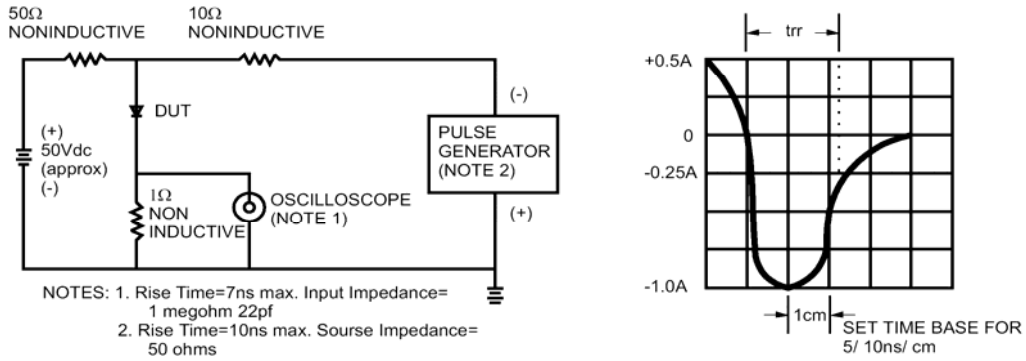 50Ω
NONINDUCTIVE
10Ω
NONINDUCTIVE
DUT
(+)
50Vdc
(approx)
(-)
1Ω
NON
INDUCTIVE
OSCILLOSCOPE
(NOTE 1)
(-)
PULSE
GENERATOR
(NOTE 2)
(+)
NOTES: 1. Rise Time=7ns max. Input Impedance=
1 megohm 22pf
2. Rise Time=10ns max. Sourse Impedance=
50 ohms
trr
+0.5A
0
-0.25A
-1.0A
1cm
SET TIME BASE FOR
5/ 10ns/ cm